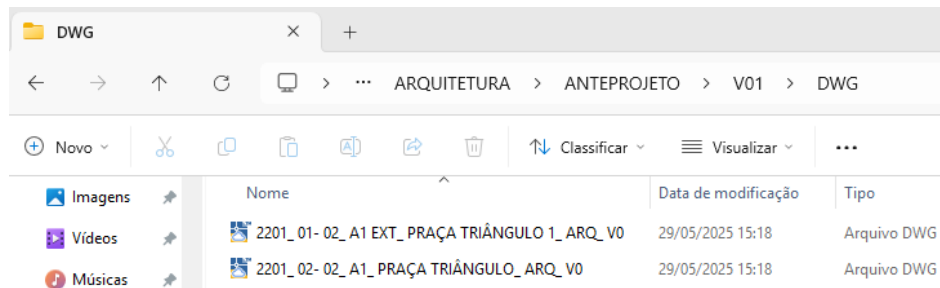 DWG
ARQUITETURA > ANTEPROJETO > V01 > DWG
Novo Classificar Visualizar
Imagens
Vídeos
Músicas
Nome Data de modificação Tipo
2201_ 01- 02_ A1 EXT_ PRAÇA TRIÂNGULO 1_ ARQ_ V0 29/05/2025 15:18 Arquivo DWG
2201_ 02- 02_ A1_ PRAÇA TRIÂNGULO_ ARQ_ V0 29/05/2025 15:18 Arquivo DWG